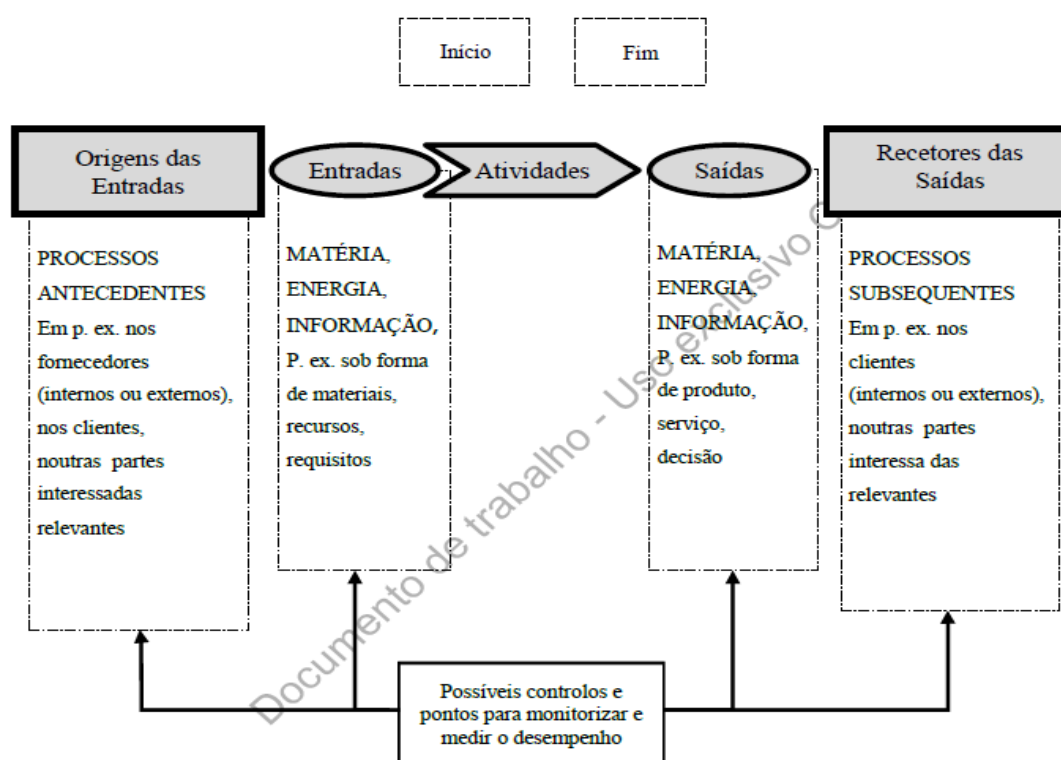 Início
Fim
Origens das
Entradas
Entradas
Atividades
Saídas
Recetores das
Saídas
PROCESSOS
ANTECEDENTES
Em p. ex. nos
fornecedores
(internos ou externos),
nos clientes,
noutras partes
interessadas
relevantes
MATÉRIA,
ENERGIA,
INFORMAÇÃO,
P. ex. sob forma
de materiais,
recursos,
requisitos
MATÉRIA,
ENERGIA,
INFORMAÇÃO,
P. ex. sob forma
de produto,
serviço,
decisão
PROCESSOS
SUBSEQUENTES
Em p. ex. nos
clientes
(internos ou externos),
noutras partes
interessa das
relevantes
Possíveis controlos e
pontos para monitorizar e
medir o desempenho
Documento de trabalho - Uso exclusivo